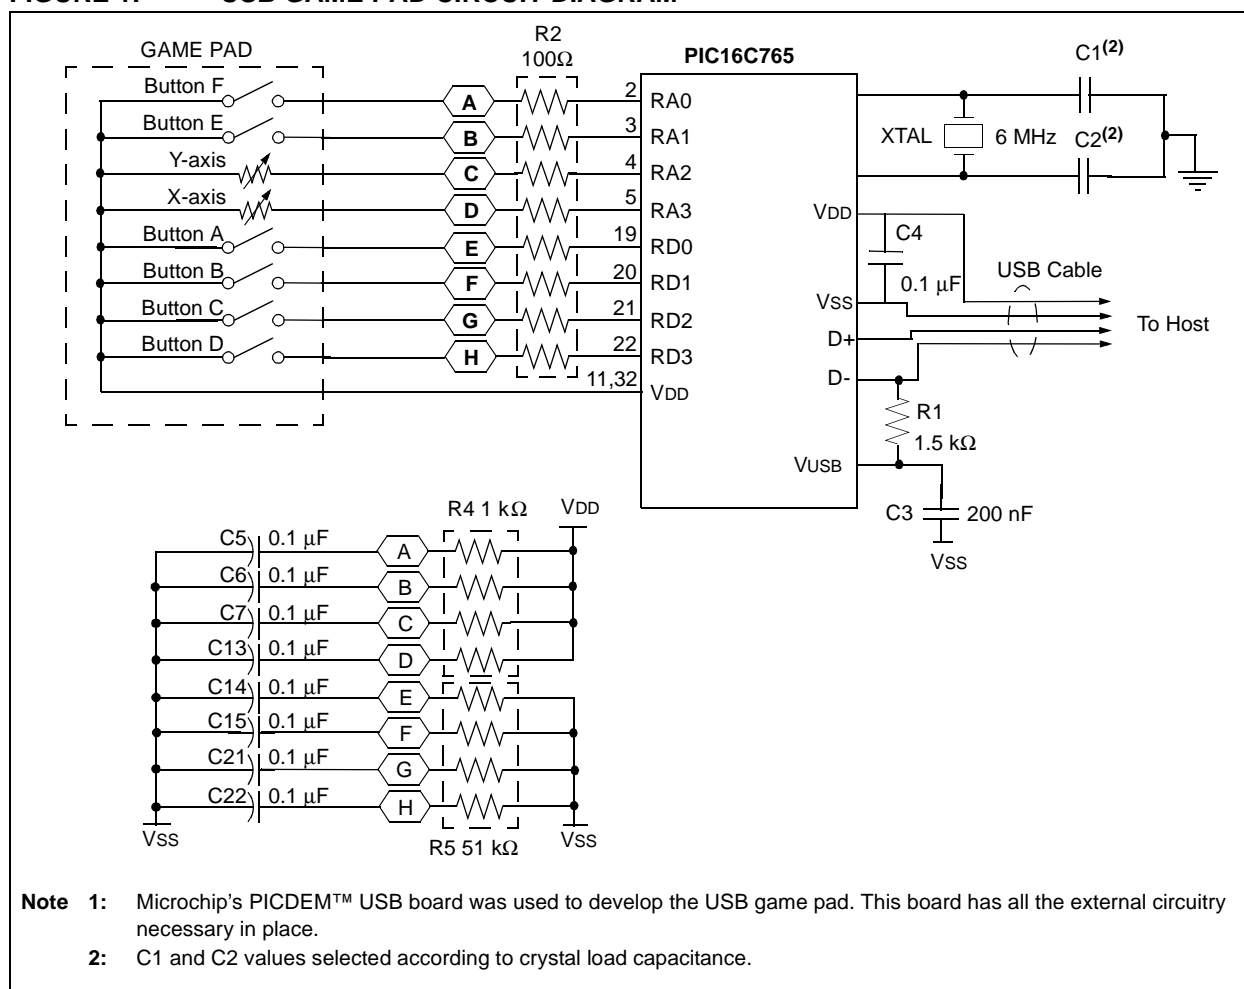 FIGURE 1: USB GAME PAD CIRCUIT DIAGRAM
GAME PAD
R2
100Ω
PIC16C765
C1(2)
Button F
A
2
RA0
Button E
B
3
RA1
XTAL
6 MHz
C2(2)
Y-axis
C
4
RA2
X-axis
D
5
RA3
VDD
Button A
E
19
RD0
C4
Button B
F
20
RD1
0.1 μF
USB Cable
Button C
G
21
RD2
VSS
To Host
Button D
H
22
RD3
D+
11,32
VDD
D-
R1
1.5 kΩ
VUSB
C3
200 nF
VSS
R4 1 kΩ
VDD
C5
0.1 μF
A
C6
0.1 μF
B
C7
0.1 μF
C
C13
0.1 μF
D
C14
0.1 μF
E
C15
0.1 μF
F
C21
0.1 μF
G
C22
0.1 μF
H
VSS
R5 51 kΩ
VSS
Note 1: Microchip's PICDEM™ USB board was used to develop the USB game pad. This board has all the external circuitry
necessary in place.
2: C1 and C2 values selected according to crystal load capacitance.